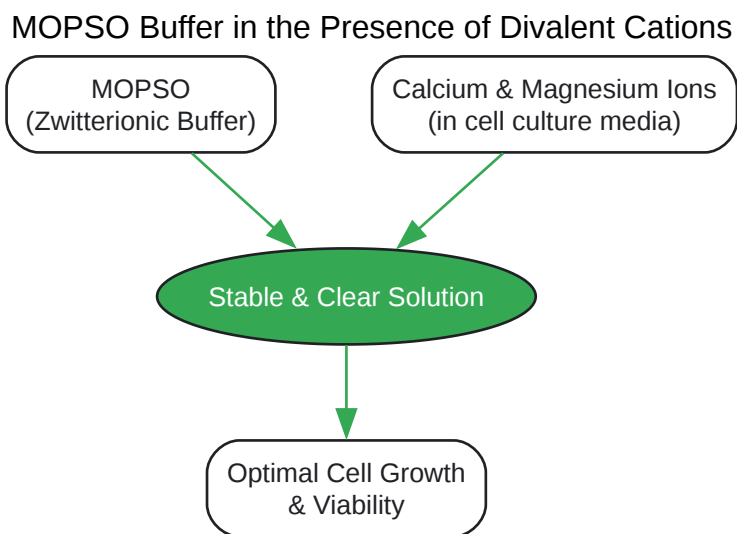 MOPSO Buffer in the Presence of Divalent Cations
MOPSO
(Zwitterionic Buffer)
Calcium & Magnesium Ions
(in cell culture media)
Stable & Clear Solution
Optimal Cell Growth
& Viability